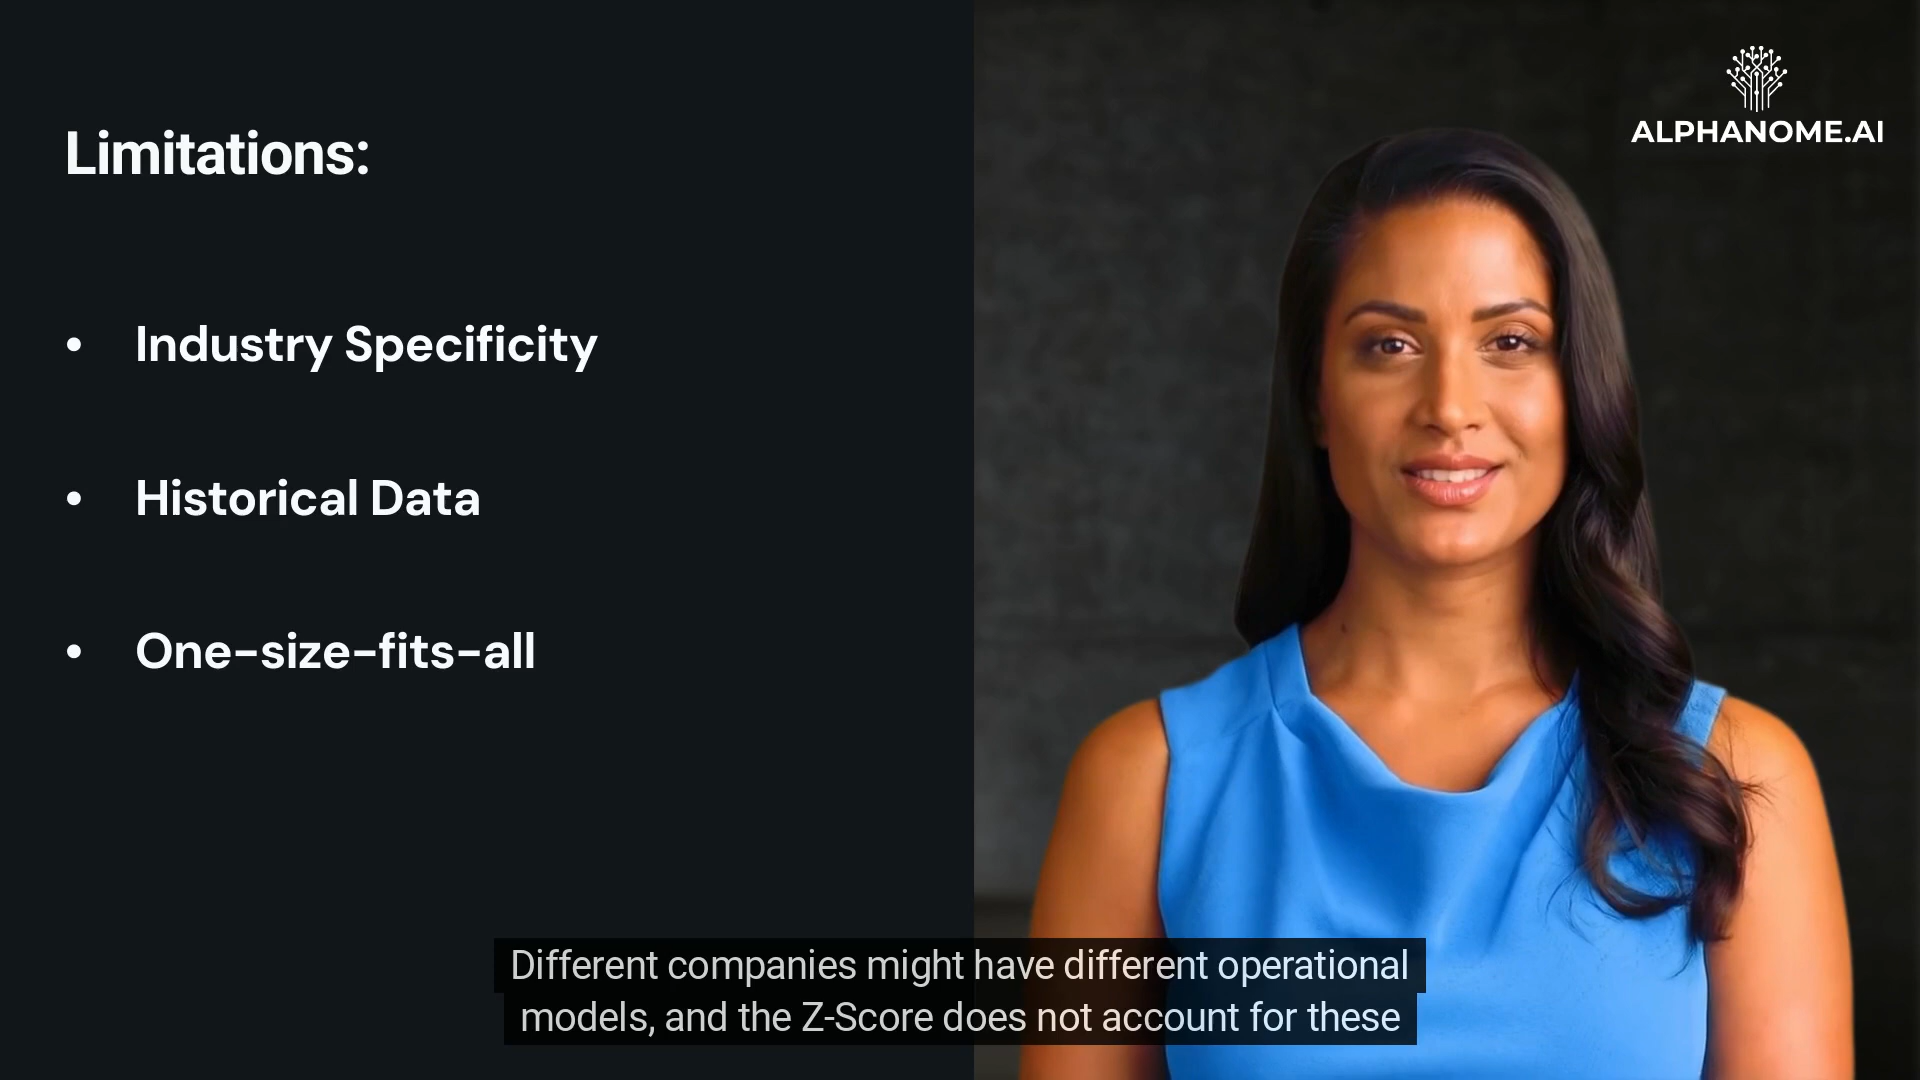 ALPHANOME.AI
Limitations:
• Industry Specificity
• Historical Data
• One-size-fits-all
Different companies might have different operational
models, and the Z-Score does not account for these